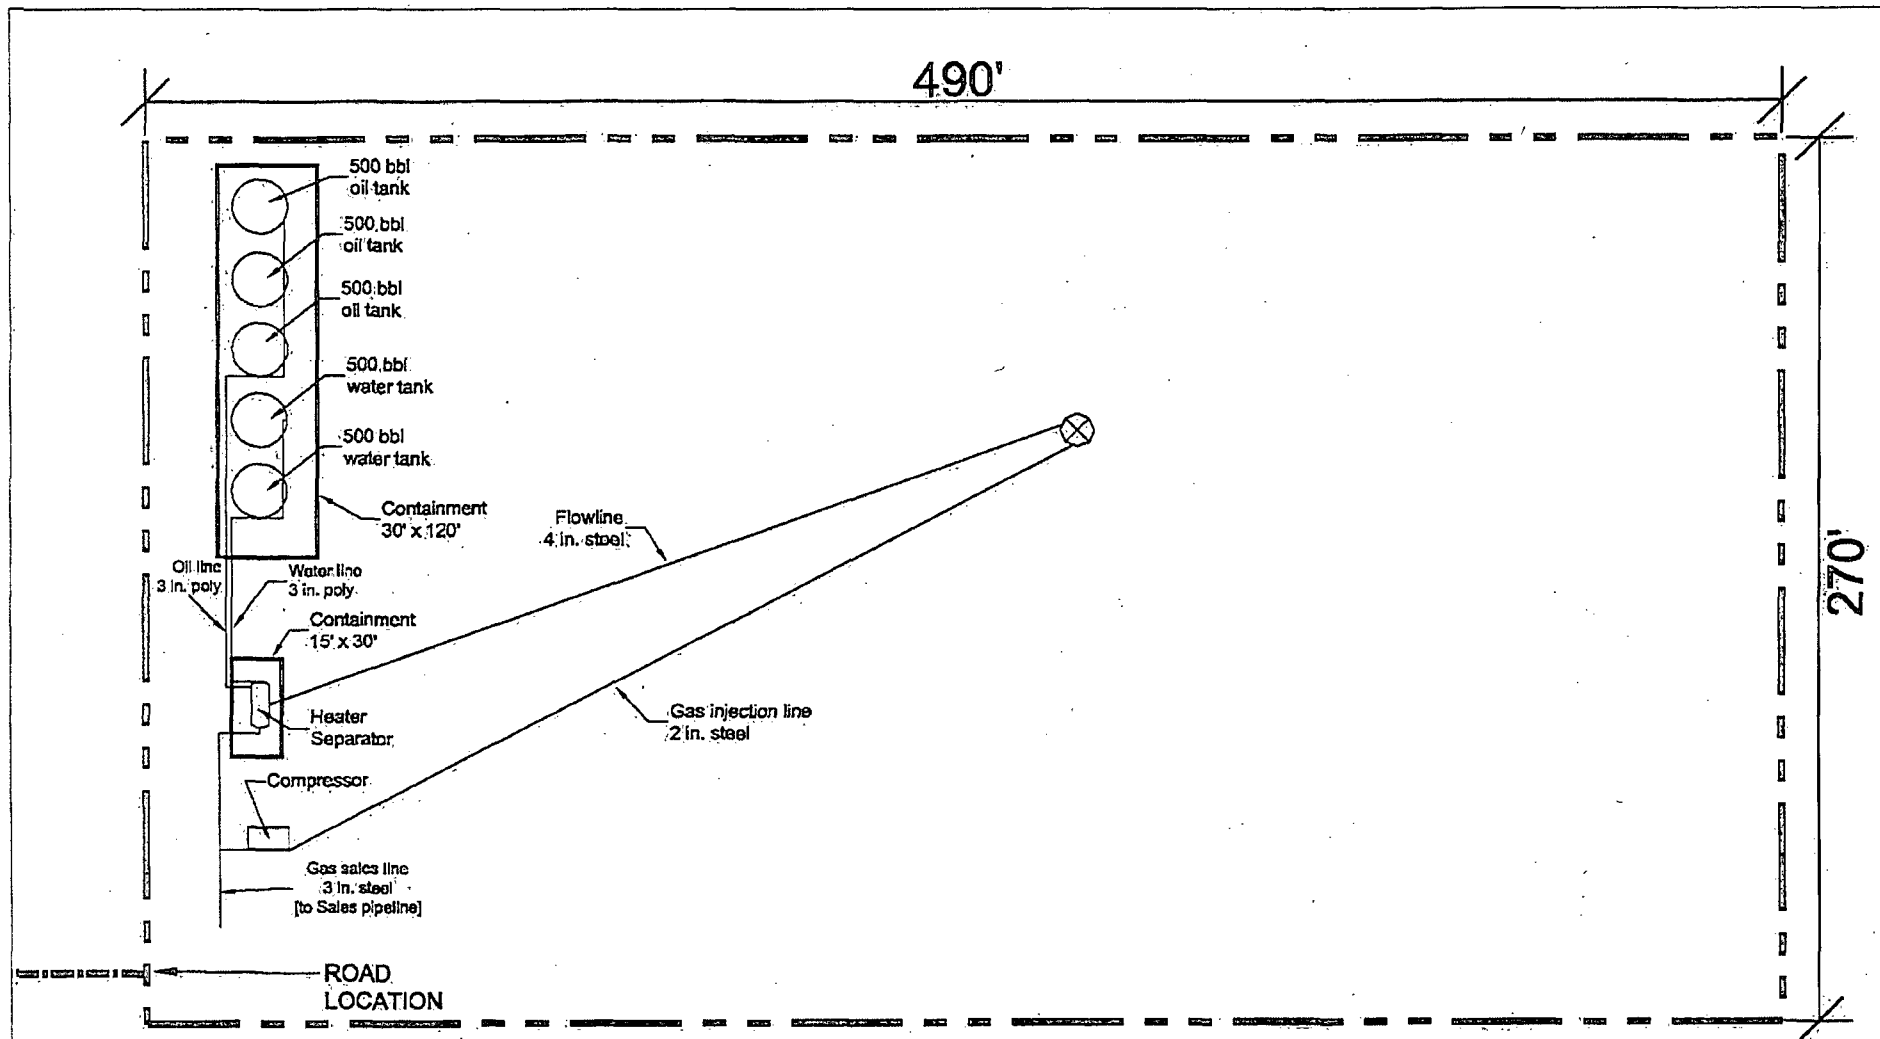 490'
500 bbl
oil tank
500 bbl
oil tank
500 bbl
oil tank
500 bbl
water tank
500 bbl
water tank
Containment
30' x 120'
Flowline
4 in. steel
Oil line
3 in. poly
Water line
3 in. poly
Containment
15' x 30'
270'
Heater
Separator
Gas injection line
2 in. steel
Compressor
Gas sales line
3 in. steel
[to Sales pipeline]
ROAD
LOCATION